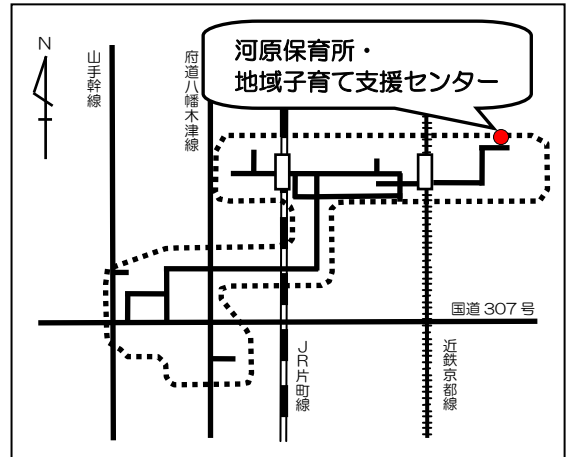 N
山手幹線
府道八幡木津線
河原保育所・
地域子育て支援センター
国道 307 号
JR片町線
近鉄京都線